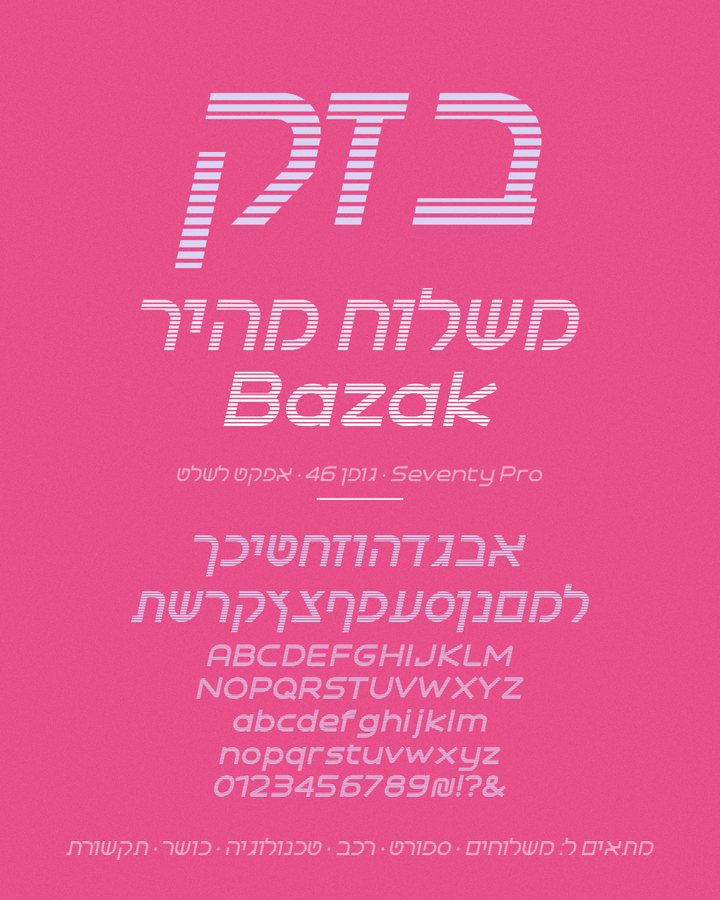 בזק
משלוח מהיר
Bazak
אפקט לשלט · גופן 46 · Seventy Pro
אבגדהוזחטיכך
למםנןסעפףצץקרשת
ABCDEFGHIJKLM
NOPQRSTUVWXYZ
abcdefghijklm
nopqrstuvwxyz
0123456789₪!?&
מתאים ל: משלוחים · ספורט · רכב · טכנולוגיה · כושר · תקשורת